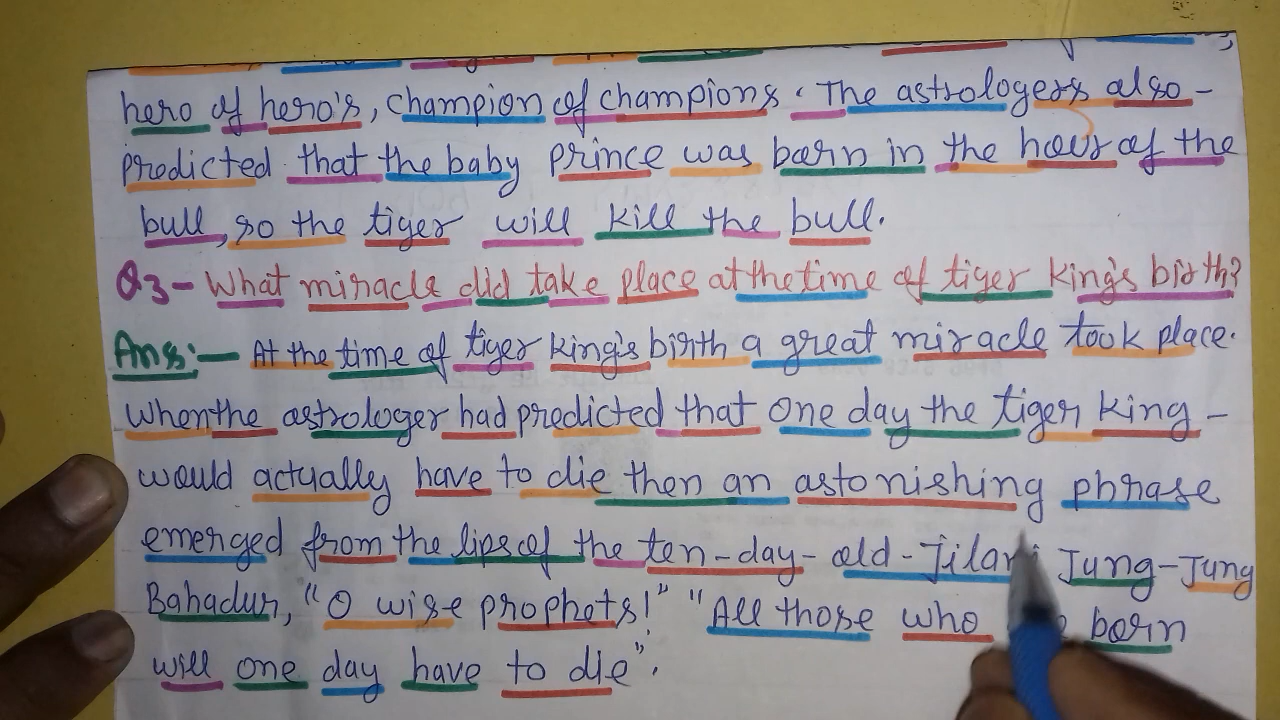 hero of hero's, champion of champions. The astrologers also -
predicted that the baby prince was born in the hour of the
bull, so the tiger will kill the bull.
Q3- What miracle did take place at the time of tiger king's birth?
Ans:- At the time of tiger king's birth a great miracle took place.
When the astrologer had predicted that one day the tiger king -
would actually have to die then an astonishing phrase
emerged from the lips of the ten-day-old-Jilani Jung-Jung
Bahadur, "O wise prophets!" "All those who born
will one day have to die".